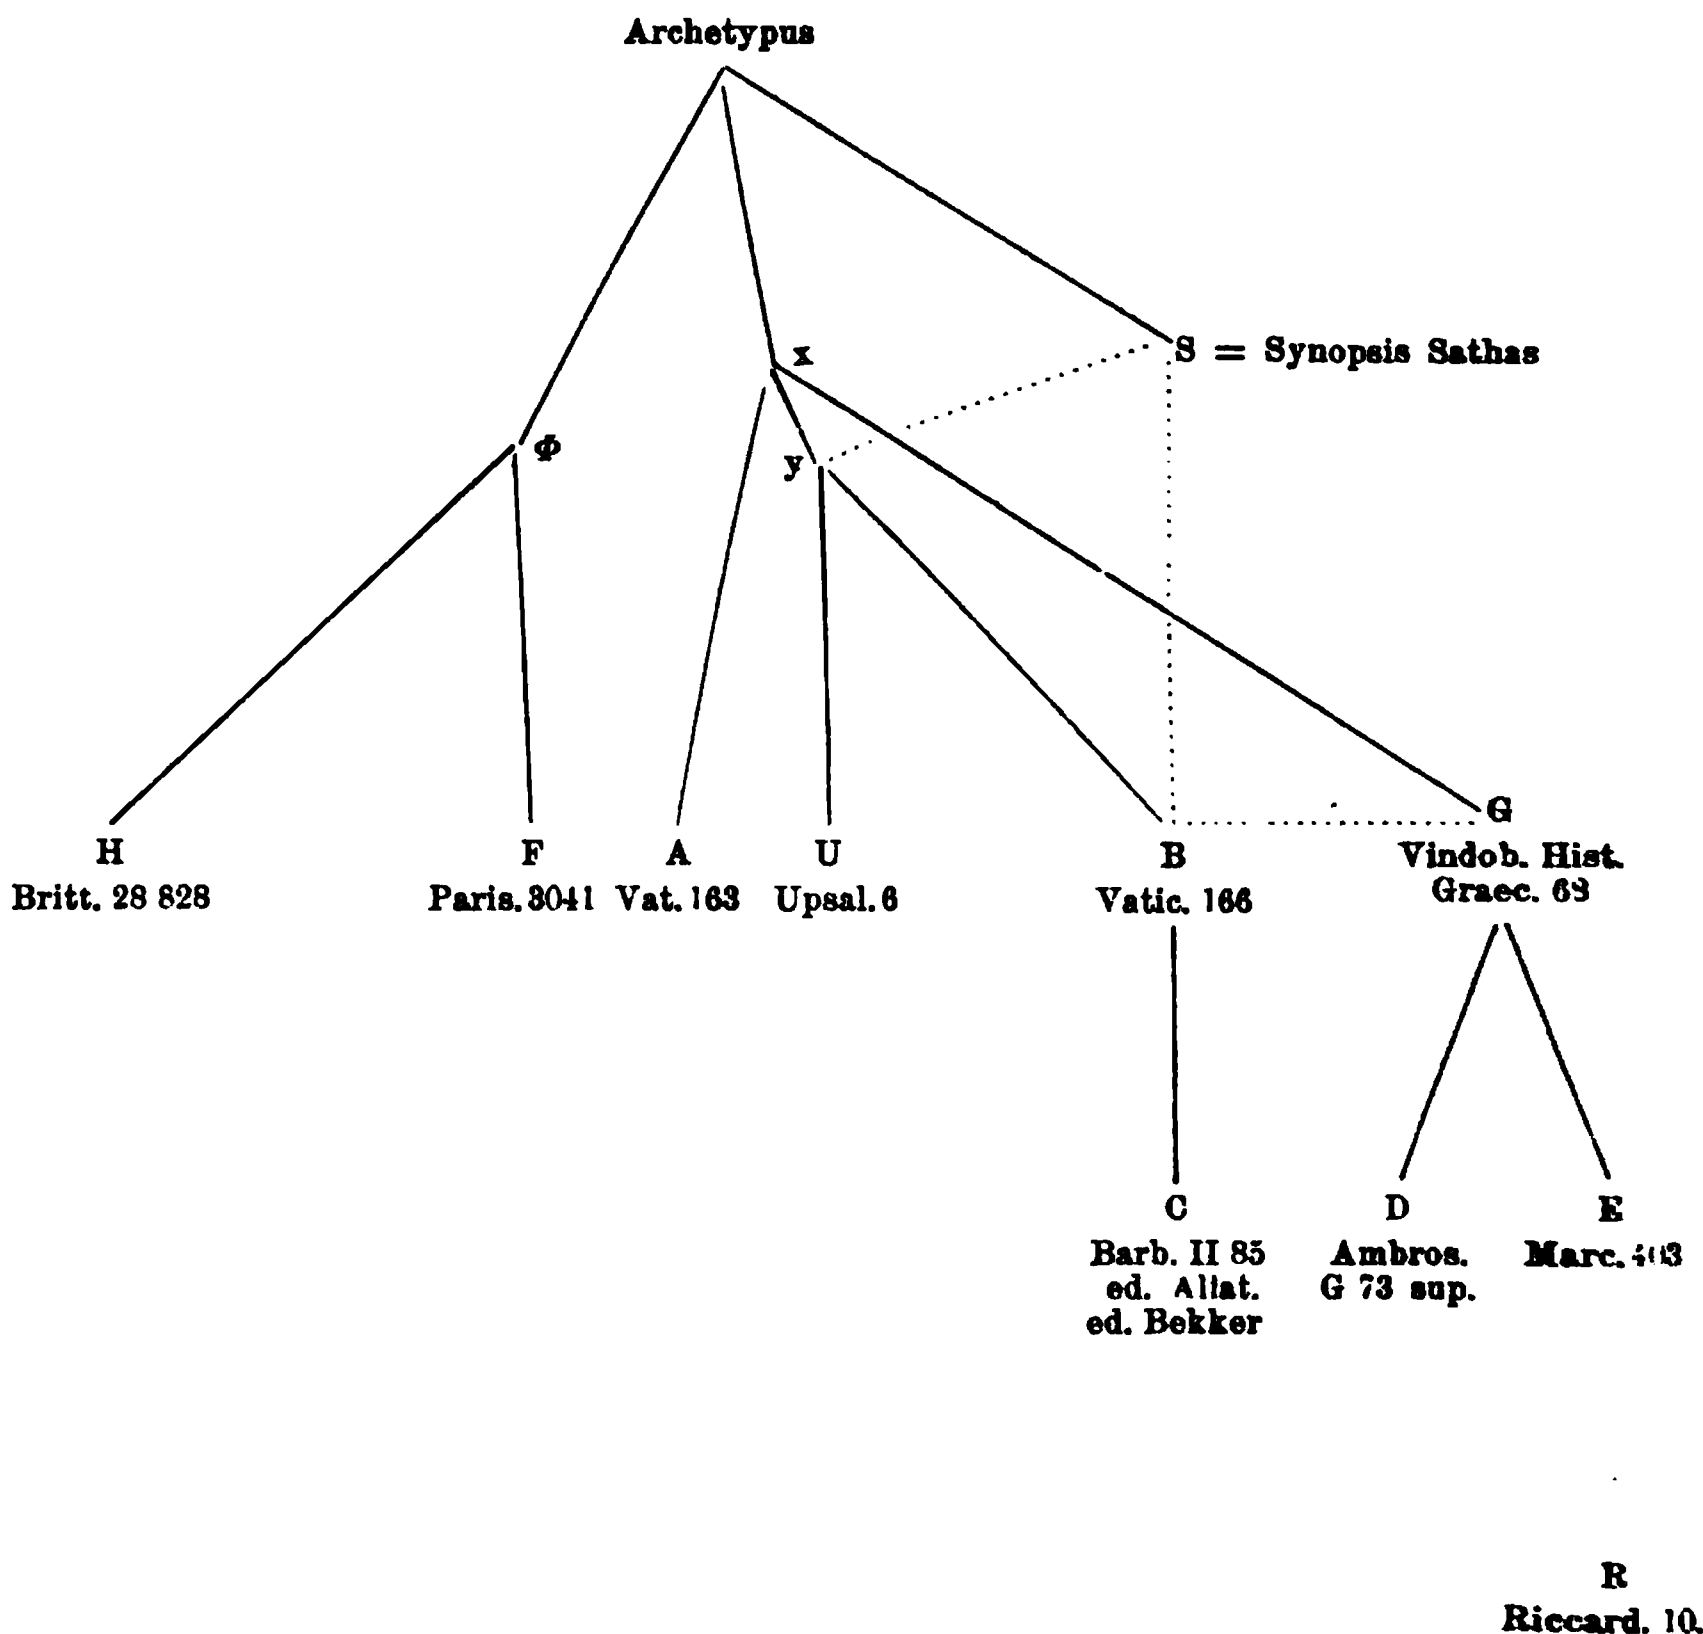 Archetypus
x
S = Synopsis Sathas
Φ
y
H
Britt. 28 828
F
Paris. 3041
A
Vat. 163
U
Upsal. 6
B
Vatic. 166
G
Vindob. Hist.
Graec. 68
C
Barb. II 85
ed. Allat.
ed. Bekker
D
Ambros.
G 73 sup.
E
Marc.
R
Riccard. 10.